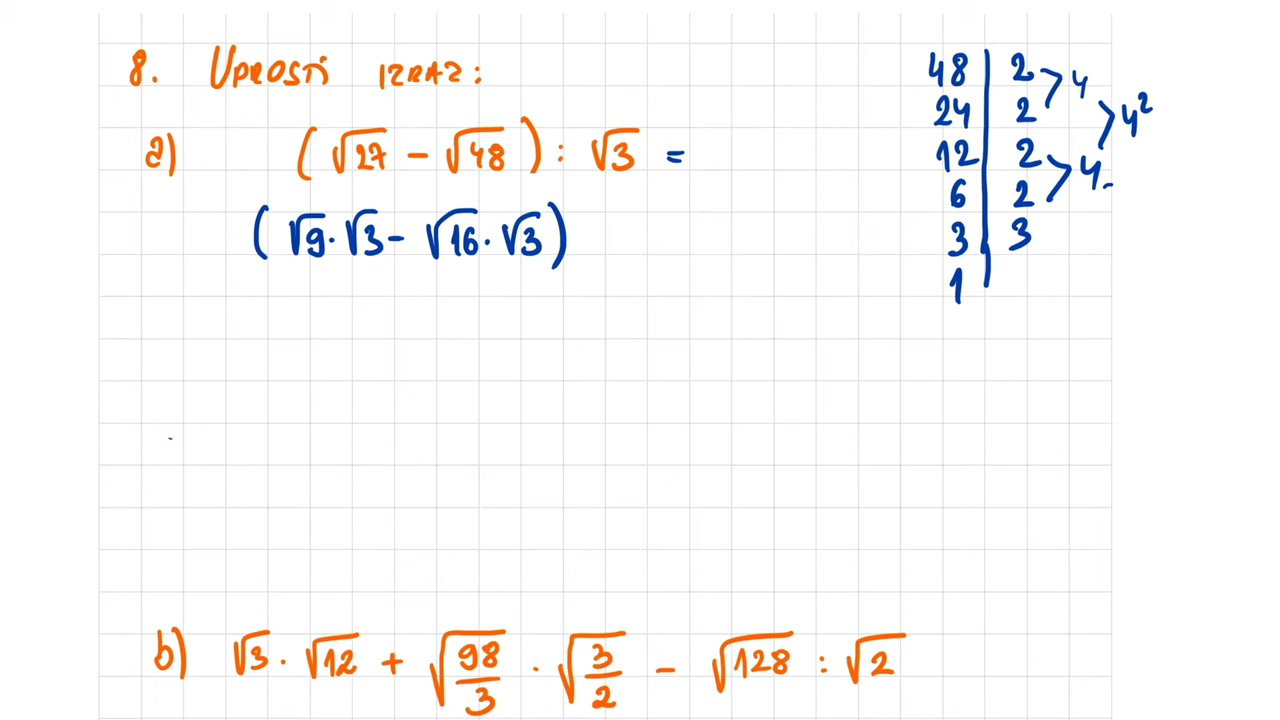 8. Uprosti izraz:
a) (√27 − √48) : √3 =
(√9 · √3 − √16 · √3)
48 | 2 > 4
24 | 2 > 4²
12 | 2 > 4
6 | 2
3 | 3
1 |
b) √3 · √12 + √(98/3) · √(3/2) − √128 : √2